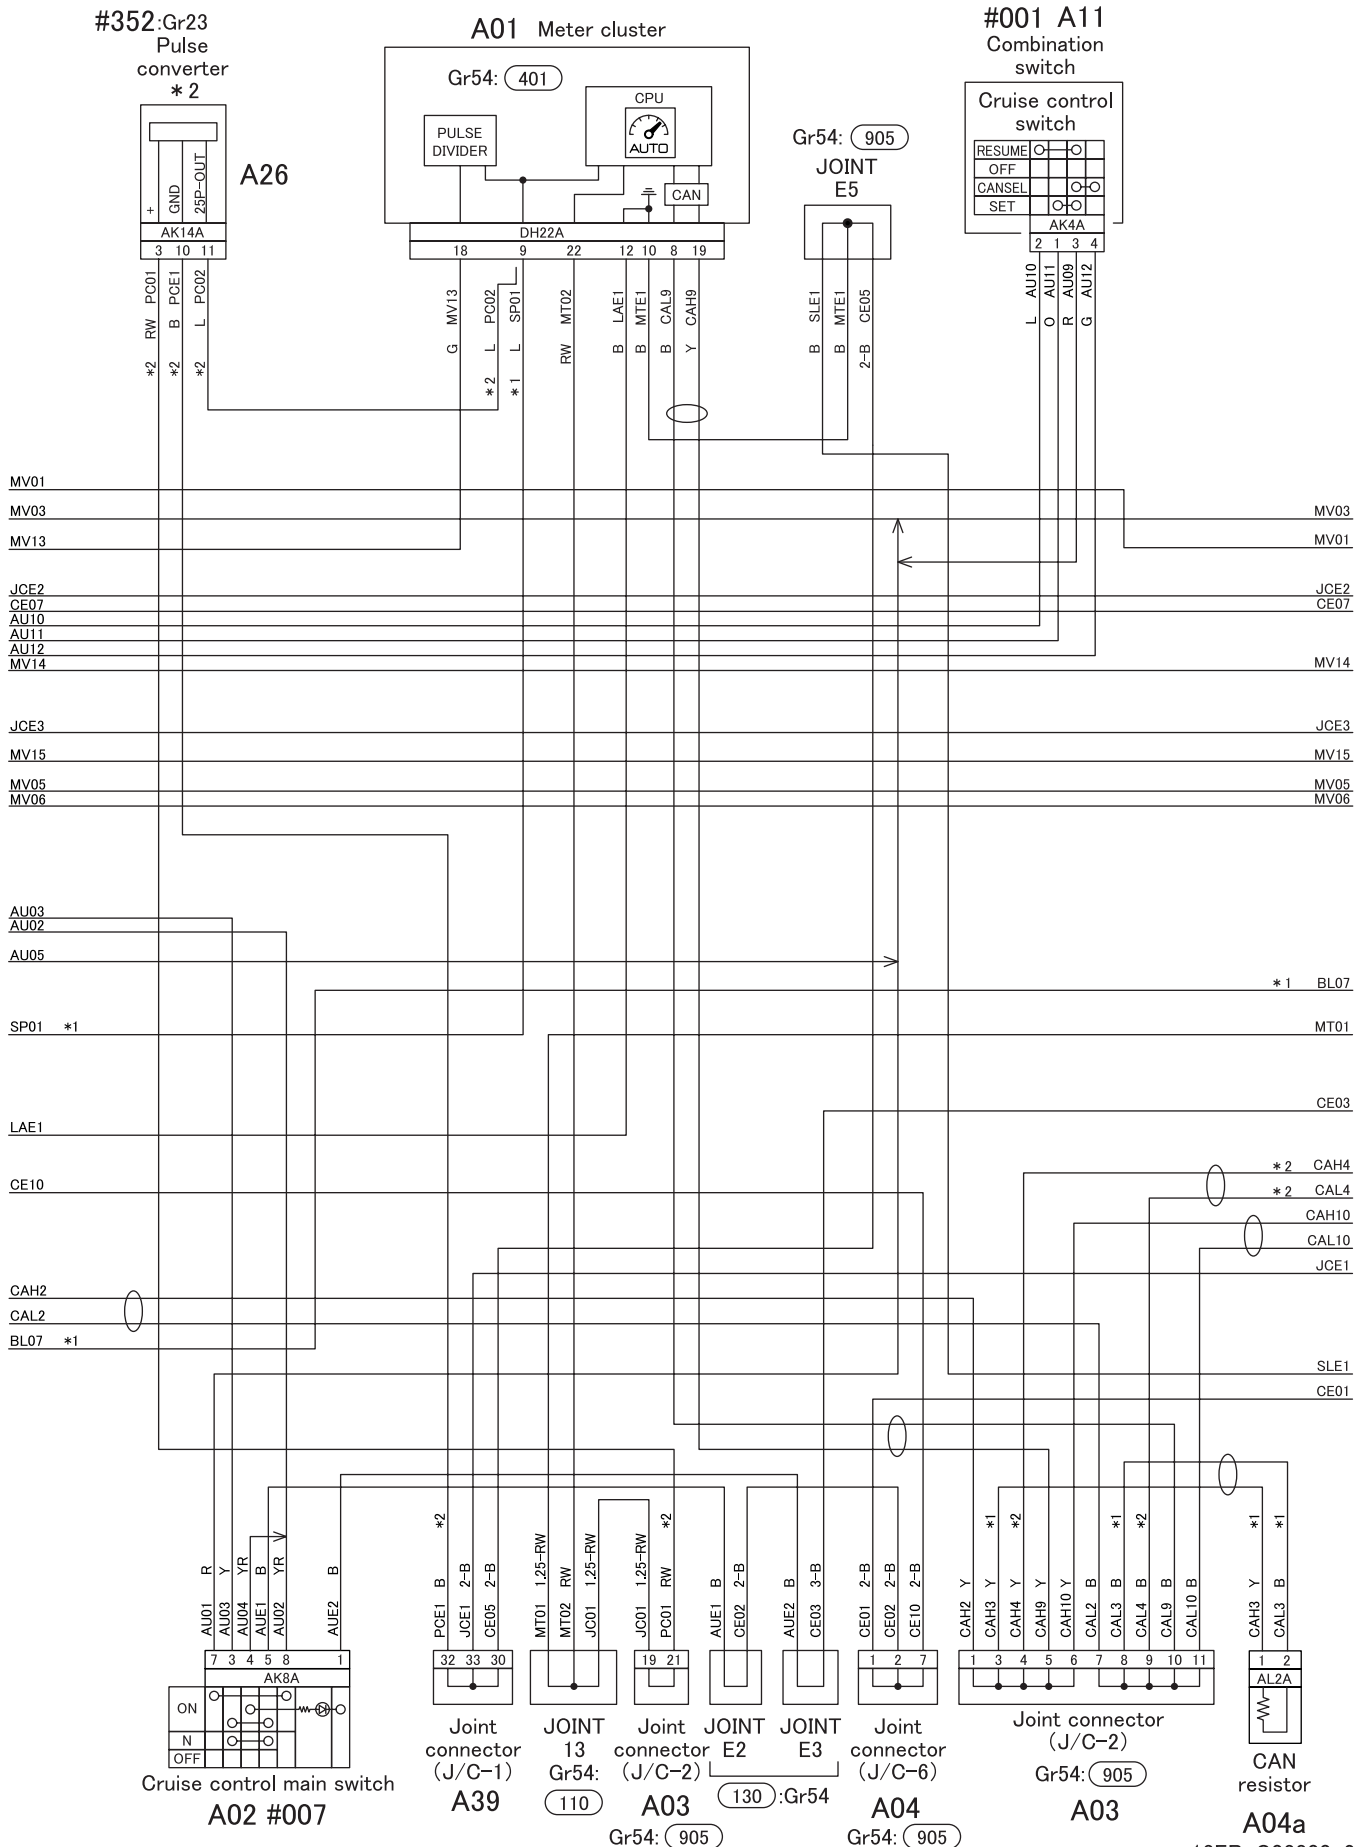 #352:Gr23
Pulse
converter
*2
A01 Meter cluster
#001 A11
Combination
switch
Gr54: 401
CPU
AUTO
PULSE
DIVIDER
CAN
A26
+
GND
25P-OUT
Gr54: 905
JOINT
E5
Cruise control
switch
RESUME
OFF
CANSEL
SET
AK14A
3 10 11
DH22A
18 9 22 12 10 8 19
AK4A
2 1 3 4
*2 RW PC01
*2 B PCE1
*2 L PC02
G MV13
*2 L PC02
*1 L SP01
RW MT02
B LAE1
B MTE1
B CAL9
Y CAH9
B SLE1
B MTE1
2-B CE05
L AU10
O AU11
R AU09
G AU12
MV01
MV03 MV03
MV13 MV01
JCE2 JCE2
CE07 CE07
AU10
AU11
AU12
MV14 MV14
JCE3 JCE3
MV15 MV15
MV05 MV05
MV06 MV06
AU03
AU02
AU05
*1 BL07
SP01 *1 MT01
CE03
LAE1
*2 CAH4
CE10
*2 CAL4
CAH10
CAL10
JCE1
CAH2
CAL2
BL07 *1
SLE1
CE01
AU01 R
AU03 Y
AU04 YR
AUE1 B
AU02 YR
AUE2 B
PCE1 B *2
JCE1 2-B
CE05 2-B
MT01 1.25-RW
MT02 RW
JC01 1.25-RW
JC01 1.25-RW
PC01 RW *2
AUE1 B
CE02 2-B
AUE2 B
CE03 3-B
CE01 2-B
CE02 2-B
CE10 2-B
CAH2 Y
CAH3 Y *1
CAH4 Y *2
CAH9 Y
CAH10 Y
CAL2 B
CAL3 B *1
CAL4 B *2
CAL9 B
CAL10 B
CAH3 Y *1
CAL3 B *1
7 3 4 5 8 1
AK8A
ON
N
OFF
32 33 30
19 21
1 2 7
1 3 4 5 6 7 8 9 10 11
1 2
AL2A
Cruise control main switch
A02 #007
Joint
connector
(J/C-1)
A39
JOINT
13
Gr54:
110
Joint
connector
(J/C-2)
A03
Gr54: 905
JOINT
E2
JOINT
E3
130 :Gr54
Joint
connector
(J/C-6)
A04
Gr54: 905
Joint connector
(J/C-2)
Gr54: 905
A03
CAN
resistor
A04a